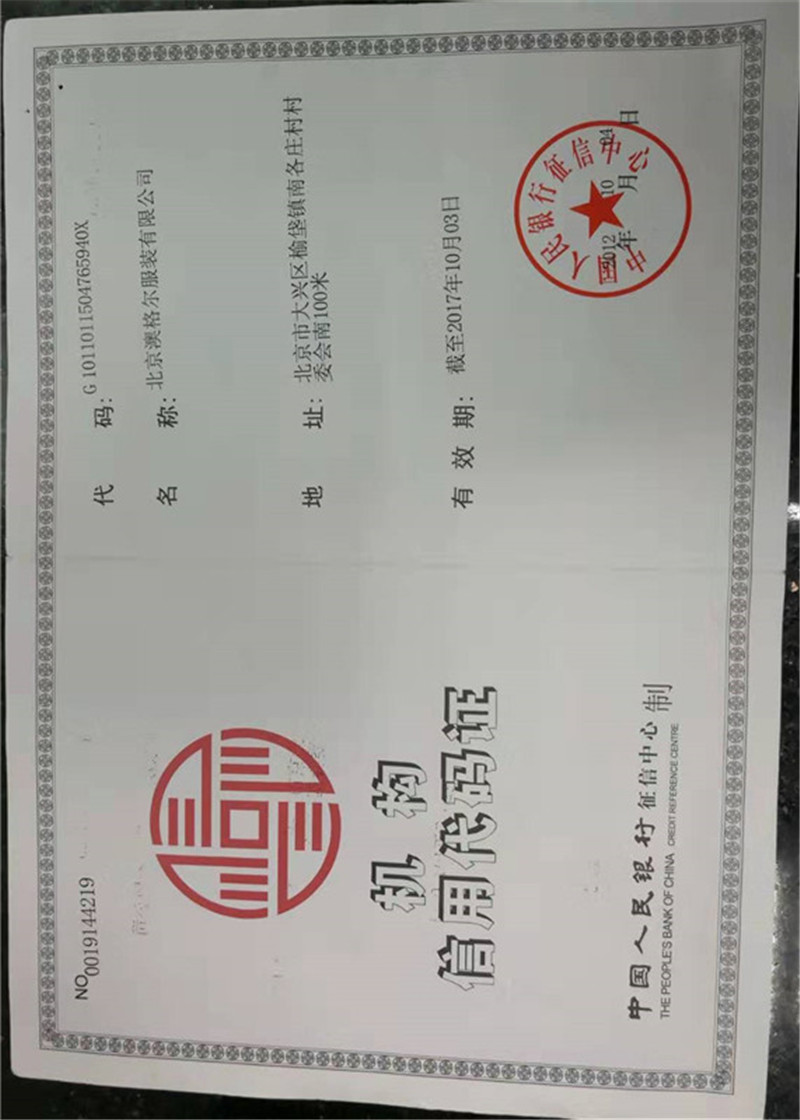 NO0019144219
机构
信用代码证
中国人民银行征信中心 制
THE PEOPLE'S BANK OF CHINA CREDIT REFERENCE CENTRE
代 码: G1011011504765940X
名 称: 北京澳格尔服装有限公司
地 址: 北京市大兴区榆垡镇南各庄村村
委会南100米
有 效 期: 截至2017年10月03日
中国人民银行征信中心
2012年10月04日